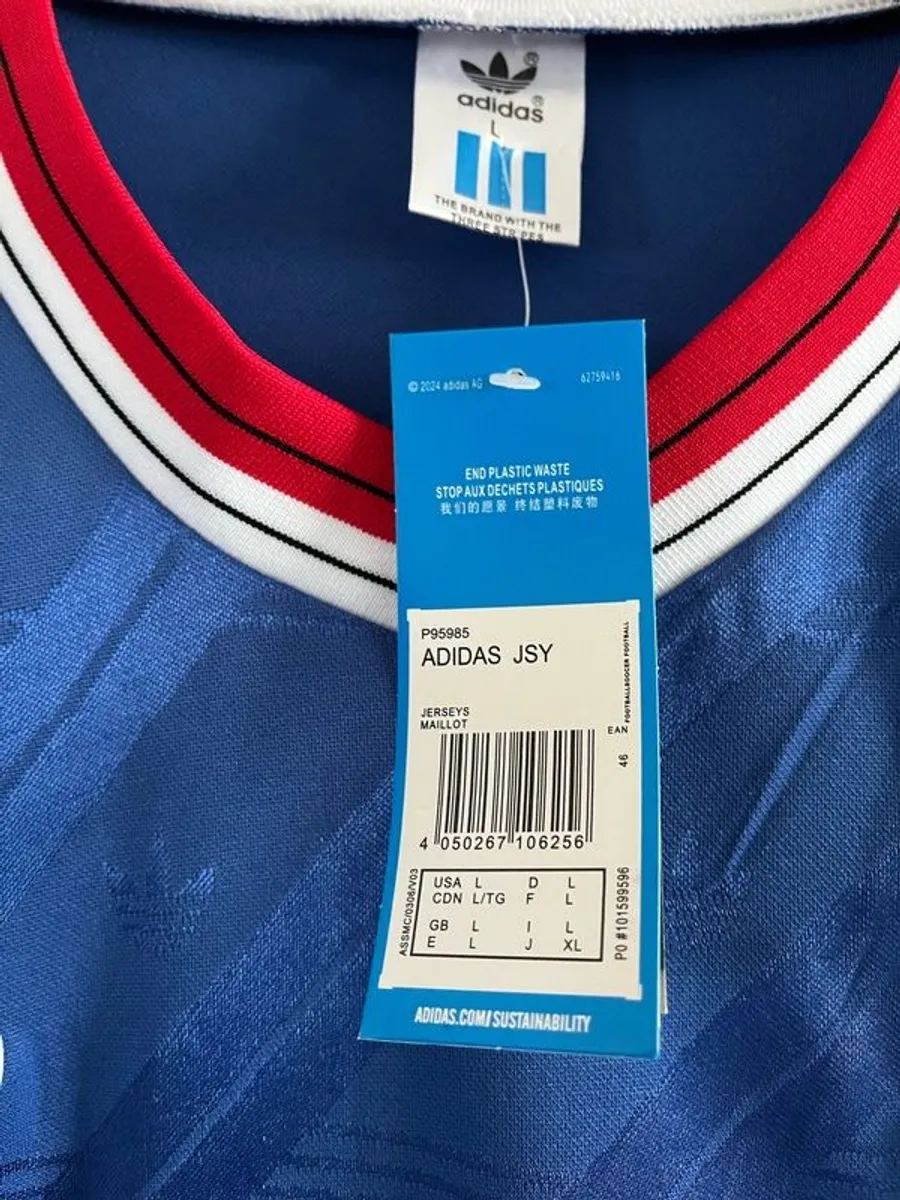 adidas
L
THE BRAND WITH THE
THREE STRIPES
© 2024 adidas AG
62759416
END PLASTIC WASTE
STOP AUX DECHETS PLASTIQUES
我们的愿景 终结塑料废物
P95985
ADIDAS JSY
FOOTBALL&SOCCER FOOTBALL
JERSEYS
MAILLOT
EAN
46
4 050267 106256
USA L D L
CDN L/TG F L
GB L I L
E L J XL
ASSMC/0306/V03
PO #101599596
ADIDAS.COM/SUSTAINABILITY